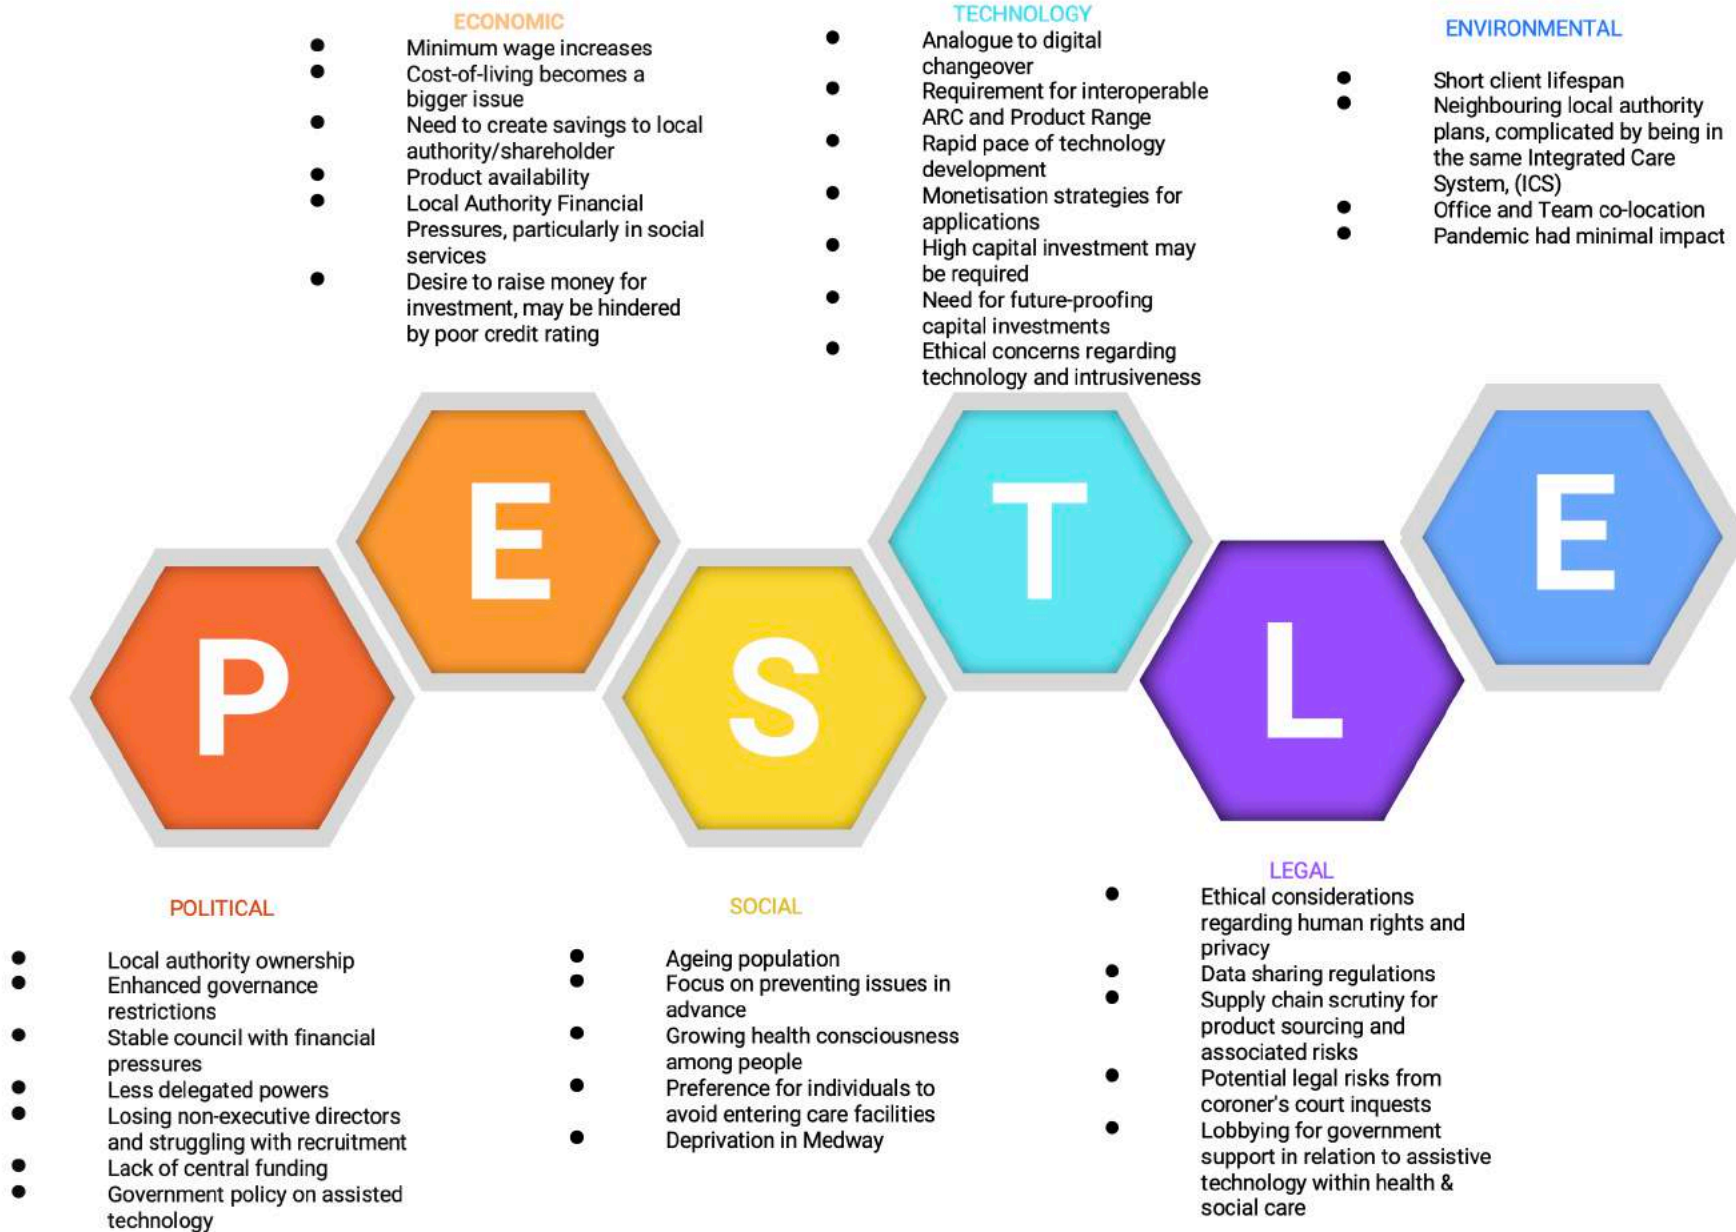 ECONOMIC
Minimum wage increases
Cost-of-living becomes a
bigger issue
Need to create savings to local
authority/shareholder
Product availability
Local Authority Financial
Pressures, particularly in social
services
Desire to raise money for
investment, may be hindered
by poor credit rating
TECHNOLOGY
Analogue to digital
changeover
Requirement for interoperable
ARC and Product Range
Rapid pace of technology
development
Monetisation strategies for
applications
High capital investment may
be required
Need for future-proofing
capital investments
Ethical concerns regarding
technology and intrusiveness
ENVIRONMENTAL
Short client lifespan
Neighbouring local authority
plans, complicated by being in
the same Integrated Care
System, (ICS)
Office and Team co-location
Pandemic had minimal impact
P
E
S
T
L
E
POLITICAL
Local authority ownership
Enhanced governance
restrictions
Stable council with financial
pressures
Less delegated powers
Losing non-executive directors
and struggling with recruitment
Lack of central funding
Government policy on assisted
technology
SOCIAL
Ageing population
Focus on preventing issues in
advance
Growing health consciousness
among people
Preference for individuals to
avoid entering care facilities
Deprivation in Medway
LEGAL
Ethical considerations
regarding human rights and
privacy
Data sharing regulations
Supply chain scrutiny for
product sourcing and
associated risks
Potential legal risks from
coroner's court inquests
Lobbying for government
support in relation to assistive
technology within health &
social care